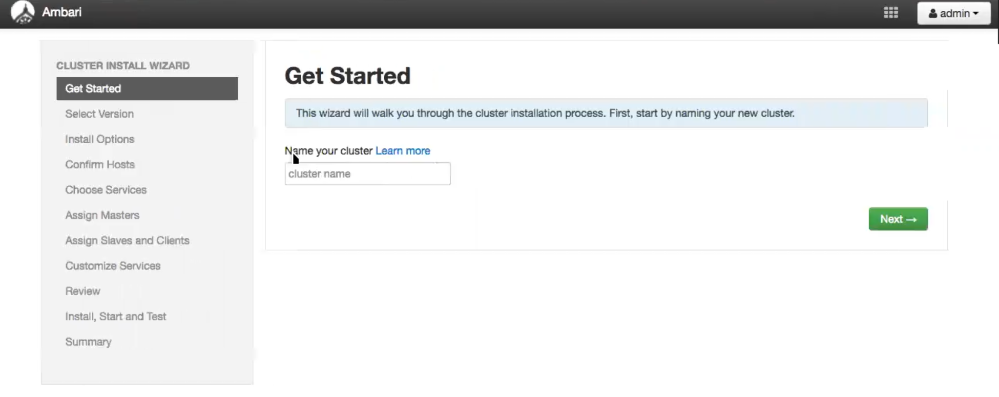 Ambari
admin
CLUSTER INSTALL WIZARD
Get Started
Select Version
Install Options
Confirm Hosts
Choose Services
Assign Masters
Assign Slaves and Clients
Customize Services
Review
Install, Start and Test
Summary
Get Started
This wizard will walk you through the cluster installation process. First, start by naming your new cluster.
Name your cluster Learn more
cluster name
Next →